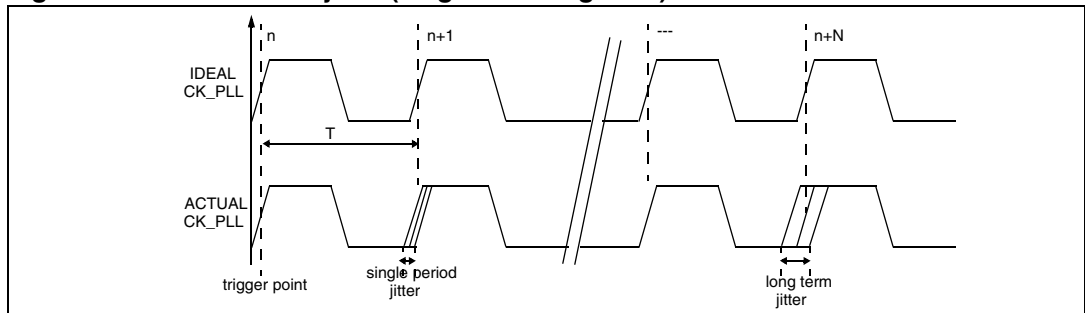 n
n+1
---
n+N
IDEAL
CK_PLL
T
ACTUAL
CK_PLL
trigger point
single period
jitter
long term
jitter